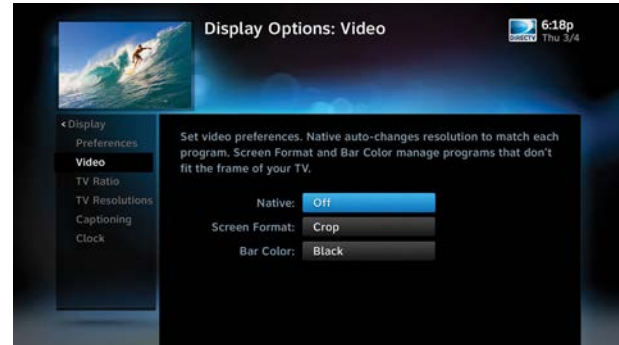 Display Options: Video
DIRECTV
6:18p
Thu 3/4
<Display
Preferences
Video
TV Ratio
TV Resolutions
Captioning
Clock
Set video preferences. Native auto-changes resolution to match each
program. Screen Format and Bar Color manage programs that don't
fit the frame of your TV.
Native: Off
Screen Format: Crop
Bar Color: Black